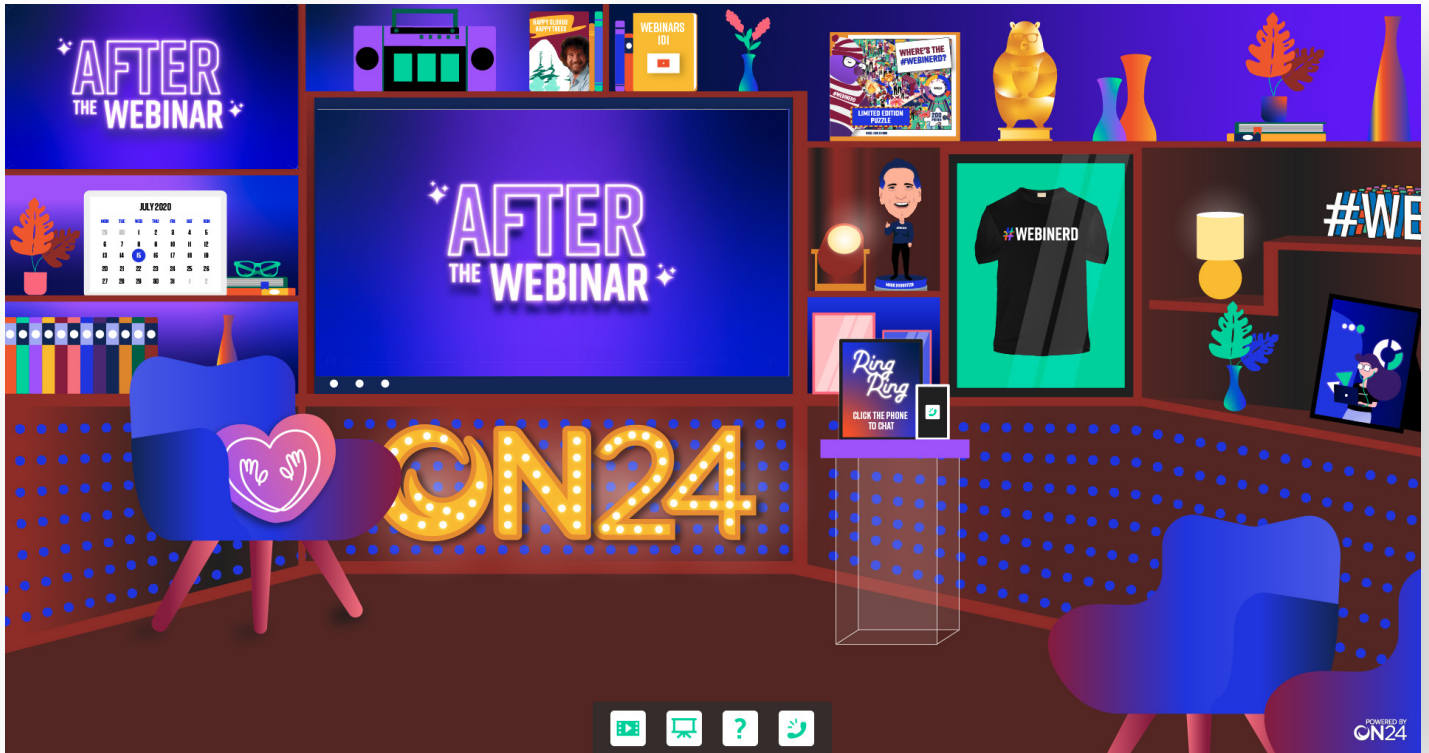 AFTER
THE WEBINAR
HAPPY CLOUDS
HAPPY TREES
WEBINARS
101
WHERE'S THE
#WEBINERD?
#WEBINERD
LIMITED EDITION
PUZZLE
200
JULY 2020
MON TUE WED THU FRI SAT SUN
29 30 1 2 3 4 5
6 7 8 9 10 11 12
13 14 15 16 17 18 19
20 21 22 23 24 25 26
27 28 29 30 31 1 2
AFTER
THE WEBINAR
#WEBINERD
#WE
Ring
Ring
CLICK THE PHONE
TO CHAT
ON24
?
POWERED BY
ON24